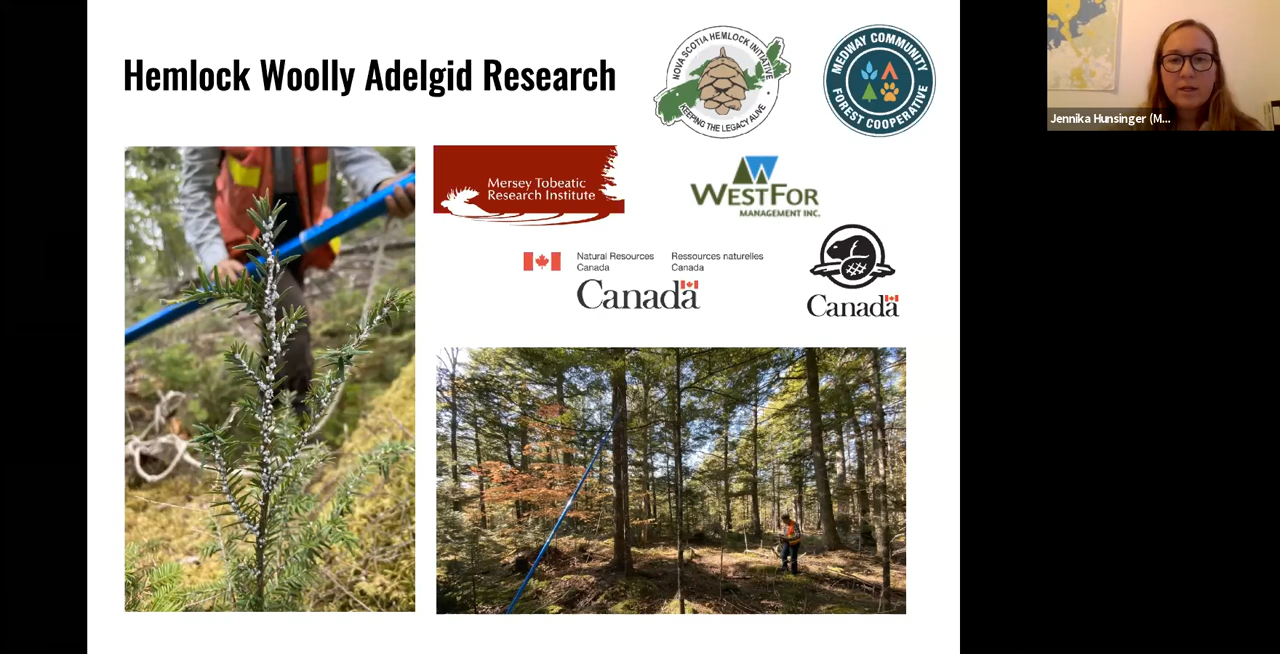 Hemlock Woolly Adelgid Research
NOVA SCOTIA HEMLOCK INITIATIVE
KEEPING THE LEGACY ALIVE
MEDWAY COMMUNITY
FOREST COOPERATIVE
Jennika Hunsinger (M...
Mersey Tobeatic
Research Institute
WESTFOR
MANAGEMENT INC.
Natural Resources
Canada
Ressources naturelles
Canada
Canada
Canada